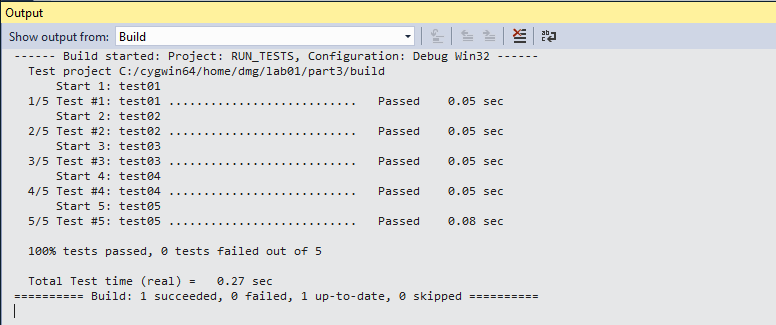 Output
Show output from: Build
------ Build started: Project: RUN_TESTS, Configuration: Debug Win32 ------
Test project C:/cygwin64/home/dmg/lab01/part3/build
Start 1: test01
1/5 Test #1: test01 ........................... Passed 0.05 sec
Start 2: test02
2/5 Test #2: test02 ........................... Passed 0.05 sec
Start 3: test03
3/5 Test #3: test03 ........................... Passed 0.05 sec
Start 4: test04
4/5 Test #4: test04 ........................... Passed 0.05 sec
Start 5: test05
5/5 Test #5: test05 ........................... Passed 0.08 sec
100% tests passed, 0 tests failed out of 5
Total Test time (real) = 0.27 sec
========== Build: 1 succeeded, 0 failed, 1 up-to-date, 0 skipped ==========